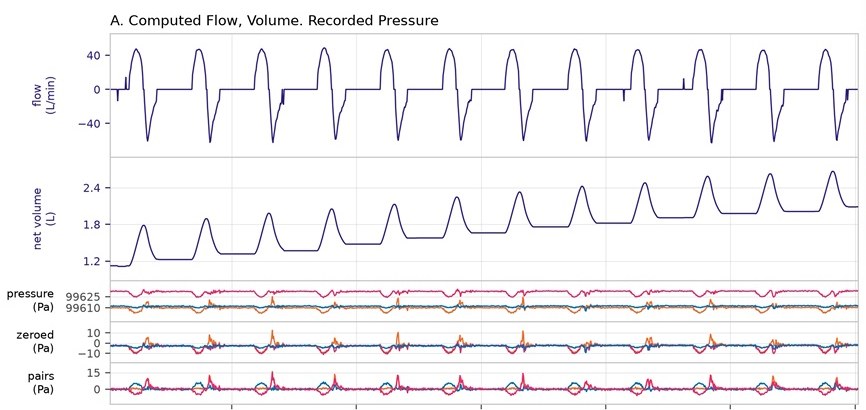 A. Computed Flow, Volume. Recorded Pressure
flow
(L/min)
40
0
−40
net volume
(L)
2.4
1.8
1.2
pressure
(Pa)
99625
99610
zeroed
(Pa)
10
0
−10
pairs
(Pa)
15
0